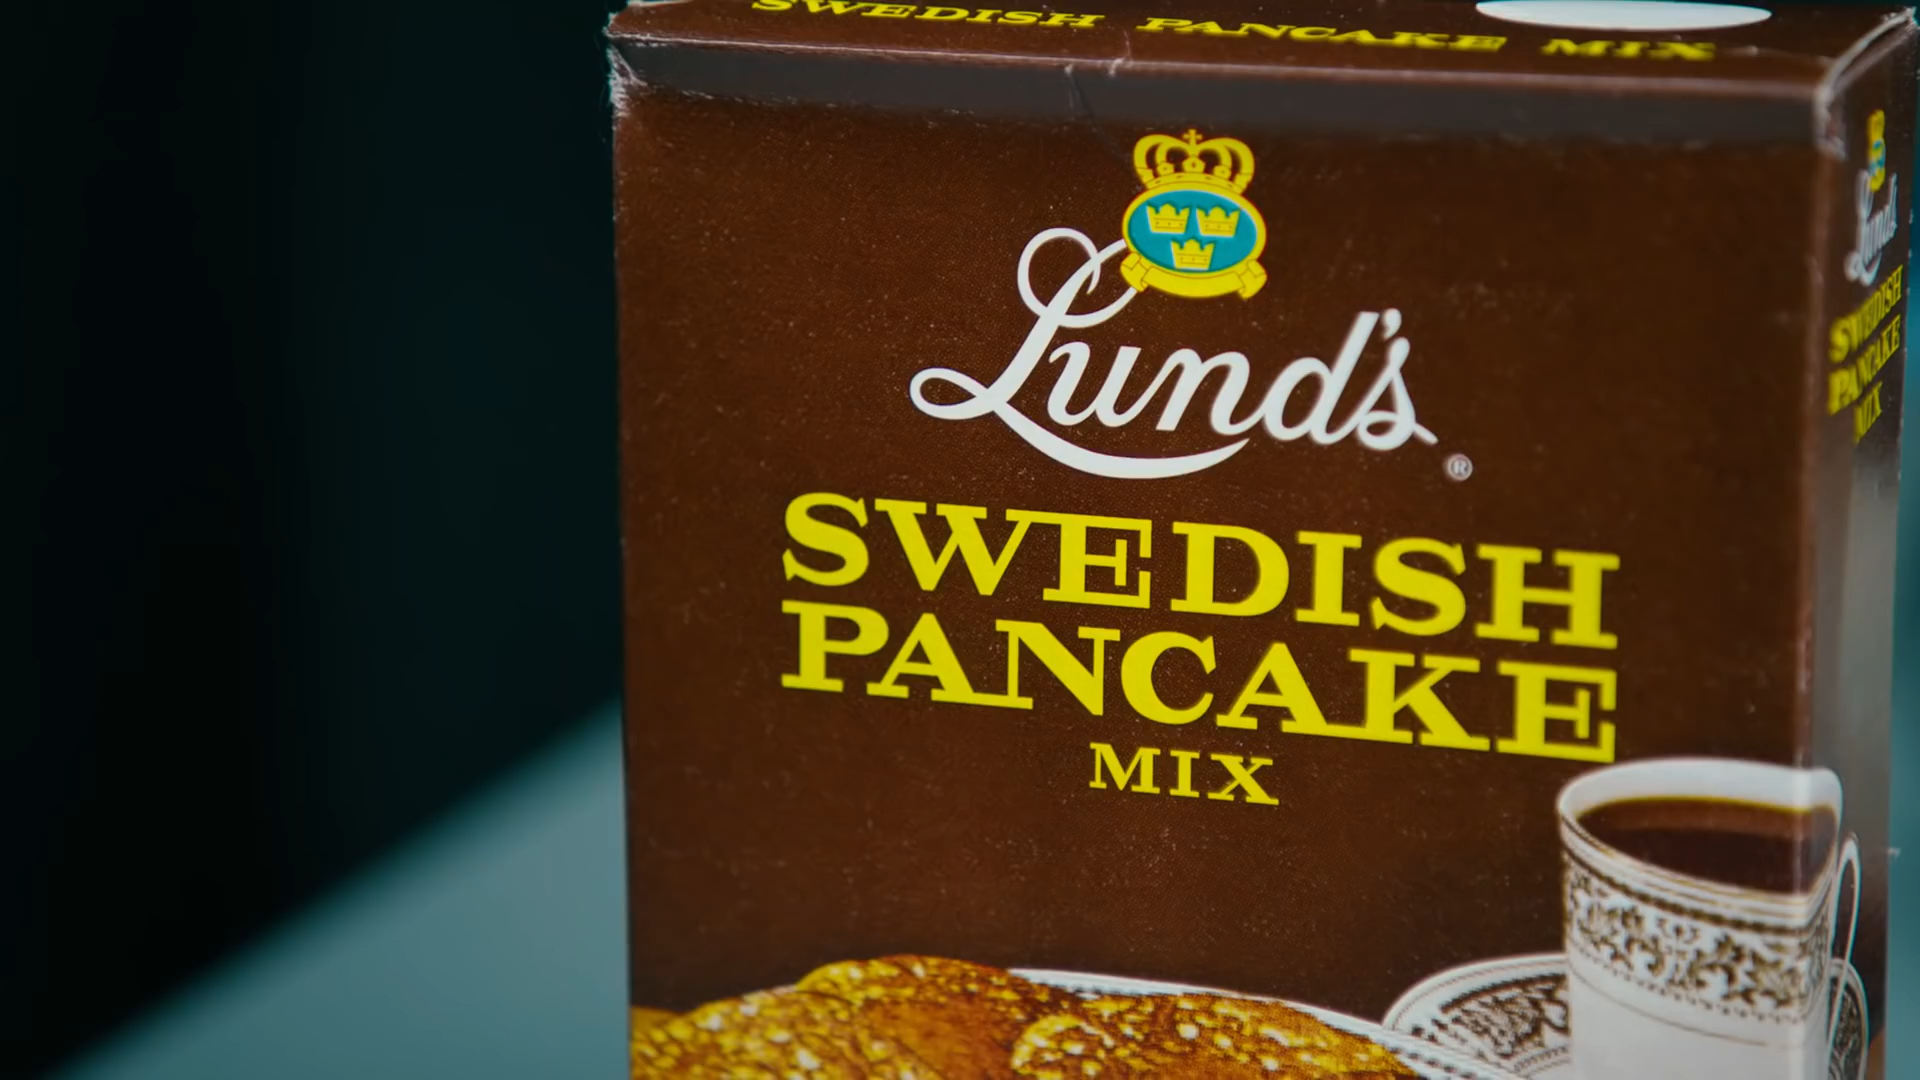 SWEDISH PANCAKE MIX
Lund's®
SWEDISH
PANCAKE
MIX
Lund's
SWEDISH
PANCAKE
MIX